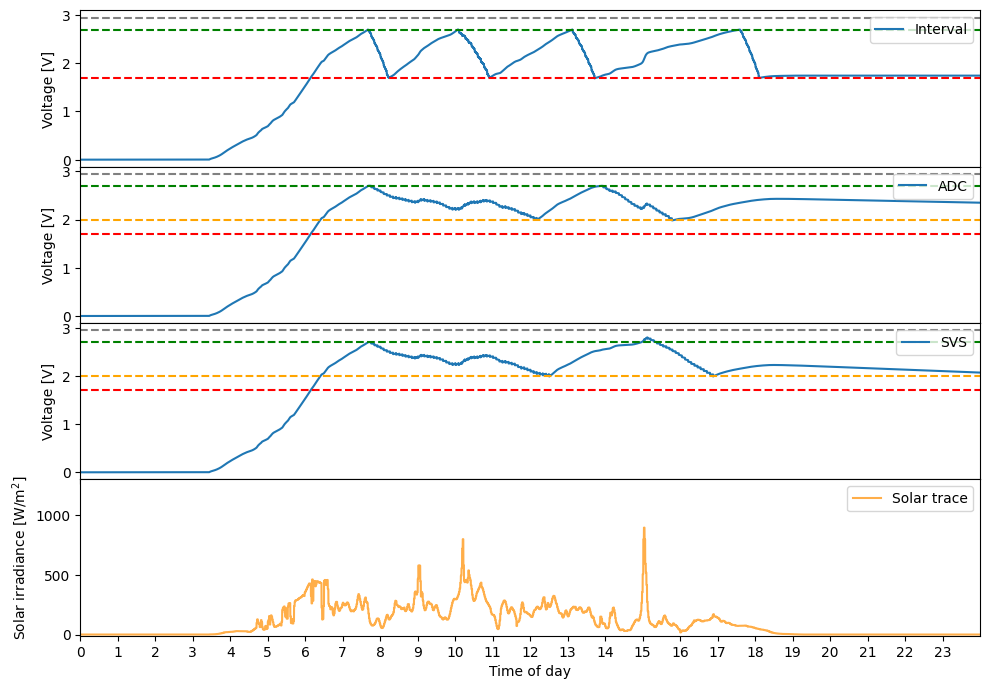 3
2
1
0
Voltage [V]
Interval
3
2
1
0
Voltage [V]
ADC
3
2
1
0
Voltage [V]
SVS
1000
500
0
Solar irradiance [W/m²]
Solar trace
0 1 2 3 4 5 6 7 8 9 10 11 12 13 14 15 16 17 18 19 20 21 22 23
Time of day